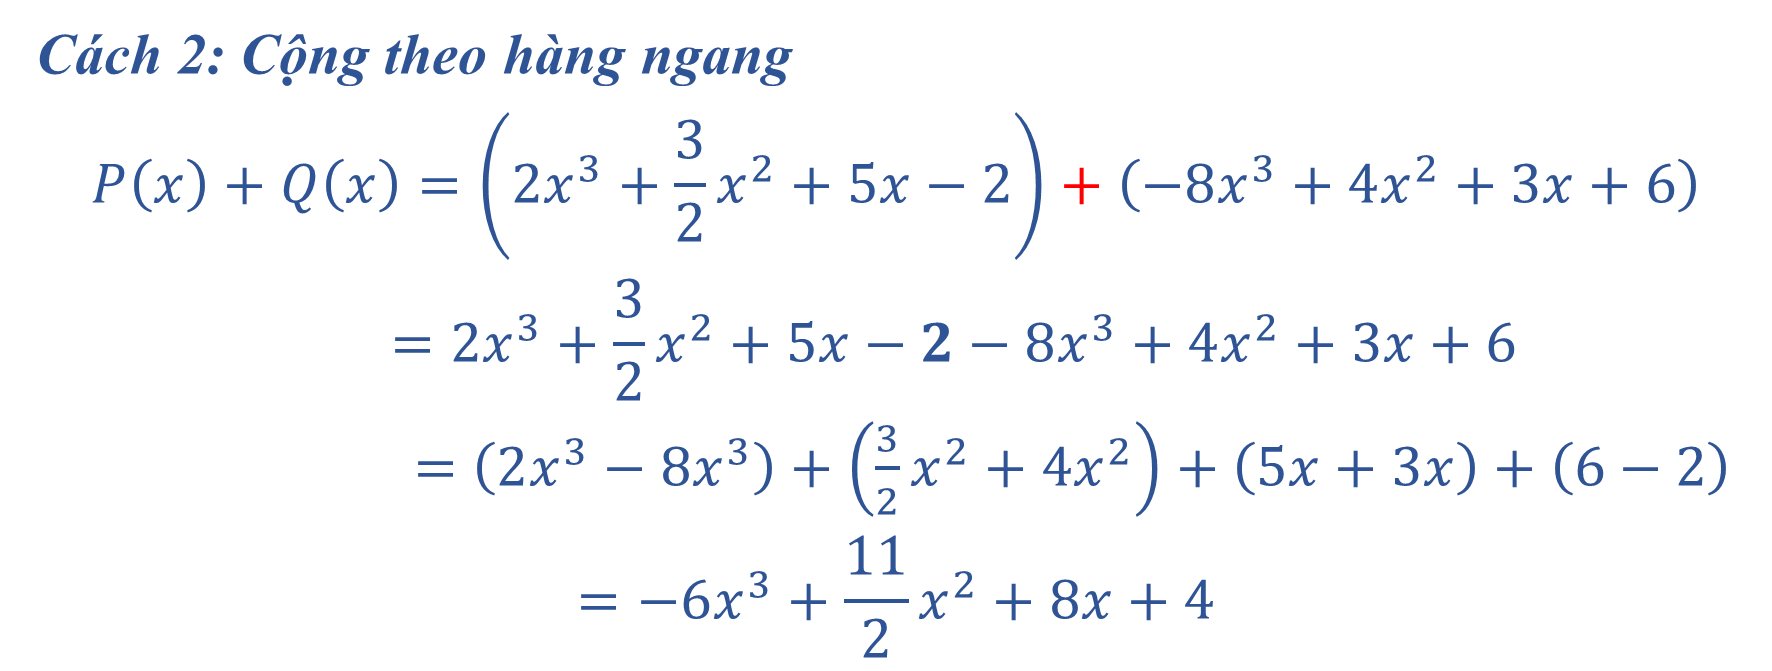 Cách 2: Cộng theo hàng ngang
P(x) + Q(x) = (2x³ + 3/2 x² + 5x − 2) + (−8x³ + 4x² + 3x + 6)
= 2x³ + 3/2 x² + 5x − 2 − 8x³ + 4x² + 3x + 6
= (2x³ − 8x³) + (3/2 x² + 4x²) + (5x + 3x) + (6 − 2)
= −6x³ + 11/2 x² + 8x + 4